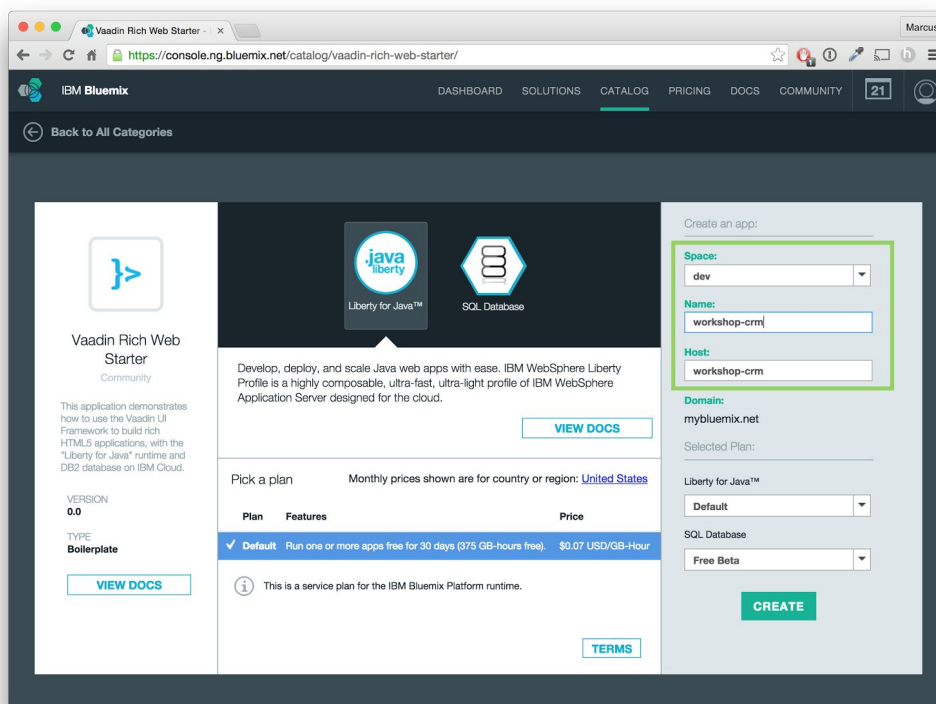 Vaadin Rich Web Starter -
Marcus
https://console.ng.bluemix.net/catalog/vaadin-rich-web-starter/
IBM Bluemix
DASHBOARD SOLUTIONS CATALOG PRICING DOCS COMMUNITY 21
Back to All Categories
}>
Vaadin Rich Web
Starter
Community
This application demonstrates
how to use the Vaadin UI
Framework to build rich
HTML5 applications, with the
"Liberty for Java" runtime and
DB2 database on IBM Cloud.
VERSION
0.0
TYPE
Boilerplate
VIEW DOCS
java
liberty
Liberty for Java™
SQL Database
Develop, deploy, and scale Java web apps with ease. IBM WebSphere Liberty
Profile is a highly composable, ultra-fast, ultra-light profile of IBM WebSphere
Application Server designed for the cloud.
VIEW DOCS
Pick a plan Monthly prices shown are for country or region: United States
Plan Features Price
Default Run one or more apps free for 30 days (375 GB-hours free). $0.07 USD/GB-Hour
i This is a service plan for the IBM Bluemix Platform runtime.
TERMS
Create an app:
Space:
dev
Name:
workshop-crm
Host:
workshop-crm
Domain:
mybluemix.net
Selected Plan:
Liberty for Java™
Default
SQL Database
Free Beta
CREATE